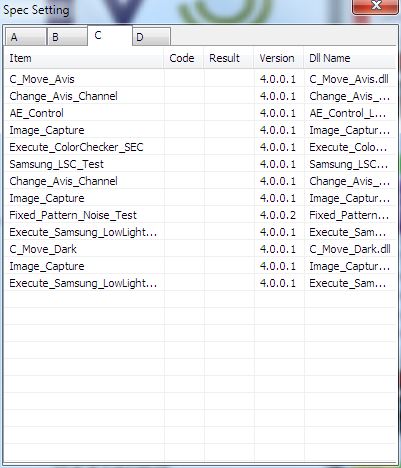 Spec Setting
A B C D
Item Code Result Version Dll Name
C_Move_Avis 4.0.0.1 C_Move_Avis.dll
Change_Avis_Channel 4.0.0.1 Change_Avis_...
AE_Control 4.0.0.1 AE_Control_L...
Image_Capture 4.0.0.1 Image_Captur...
Execute_ColorChecker_SEC 4.0.0.1 Execute_Colo...
Samsung_LSC_Test 4.0.0.1 Samsung_LSC...
Change_Avis_Channel 4.0.0.1 Change_Avis_...
Image_Capture 4.0.0.1 Image_Captur...
Fixed_Pattern_Noise_Test 4.0.0.2 Fixed_Pattern...
Execute_Samsung_LowLight... 4.0.0.1 Execute_Sam...
C_Move_Dark 4.0.0.1 C_Move_Dark.dll
Image_Capture 4.0.0.1 Image_Captur...
Execute_Samsung_LowLight... 4.0.0.1 Execute_Sam...